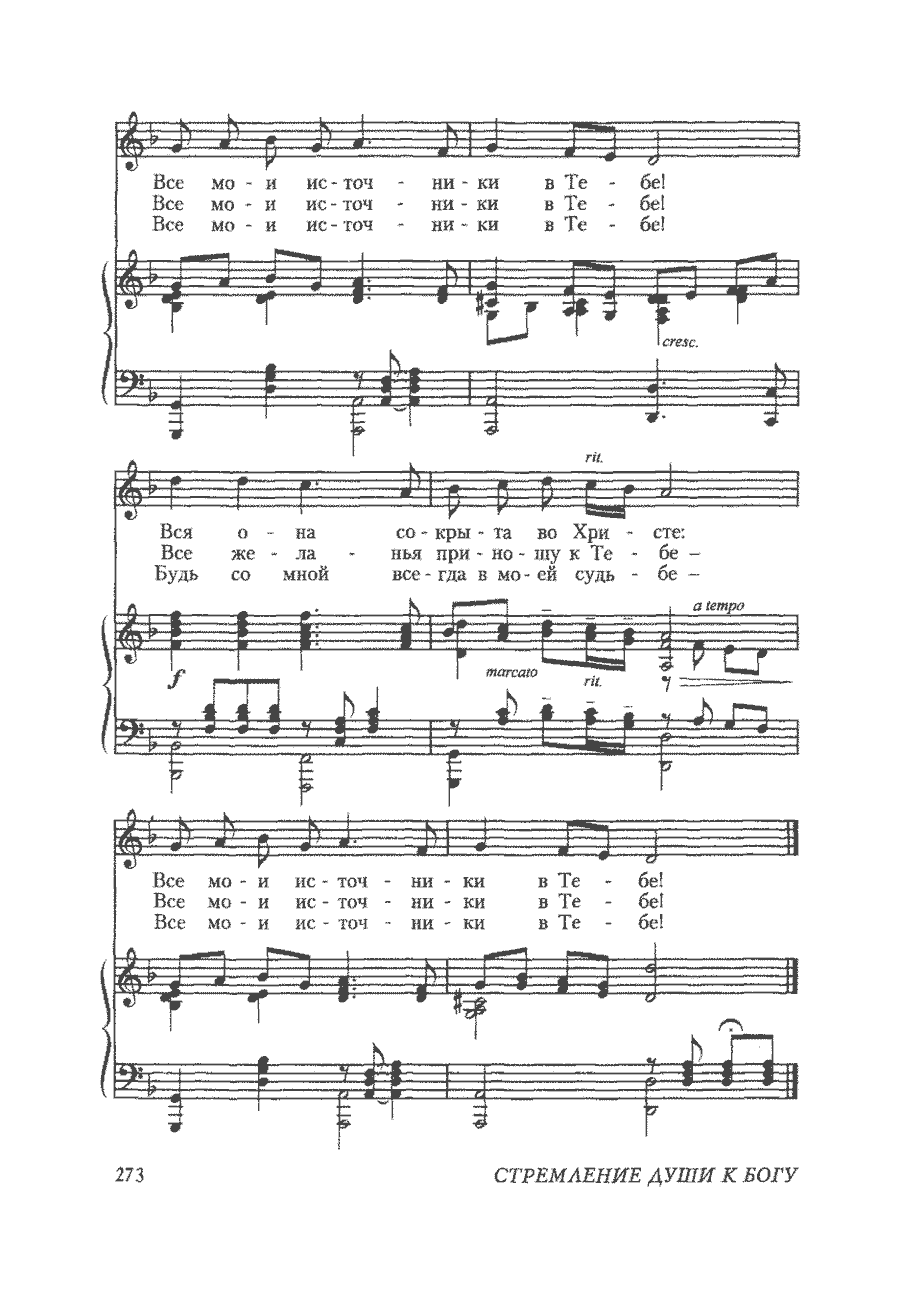 Все мо - и ис - точ - ни - ки в Те - бе!
Все мо - и ис - точ - ни - ки в Те - бе!
Все мо - и ис - точ - ни - ки в Те - бе!
cresc.
rit.
Вся о - на со - кры - та во Хри - сте:
Все же - ла - нья при - но - шу к Те - бе –
Будь со мной все - гда в мо - ей судь - бе –
a tempo
f marcato rit.
Все мо - и ис - точ - ни - ки в Те - бе!
Все мо - и ис - точ - ни - ки в Те - бе!
Все мо - и ис - точ - ни - ки в Те - бе!
273 СТРЕМЛЕНИЕ ДУШИ К БОГУ